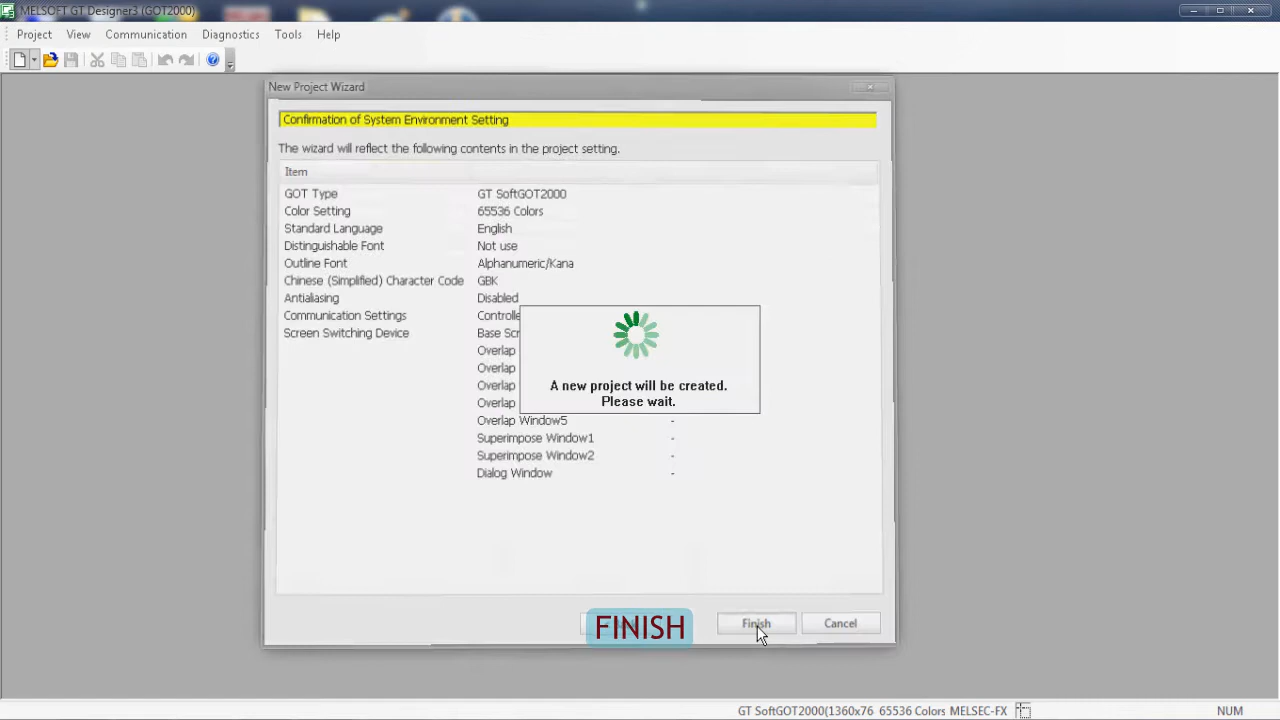 MELSOFT GT Designer3 (GOT2000)
Project View Communication Diagnostics Tools Help
New Project Wizard
Confirmation of System Environment Setting
The wizard will reflect the following contents in the project setting.
Item
GOT Type GT SoftGOT2000
Color Setting 65536 Colors
Standard Language English
Distinguishable Font Not use
Outline Font Alphanumeric/Kana
Chinese (Simplified) Character Code GBK
Antialiasing Disabled
Communication Settings Controlle
Screen Switching Device Base Scr
Overlap
Overlap
Overlap
Overlap
Overlap Window5 -
Superimpose Window1 -
Superimpose Window2 -
Dialog Window -
A new project will be created.
Please wait.
FINISH
Finish
Cancel
GT SoftGOT2000(1360x76 65536 Colors MELSEC-FX
NUM